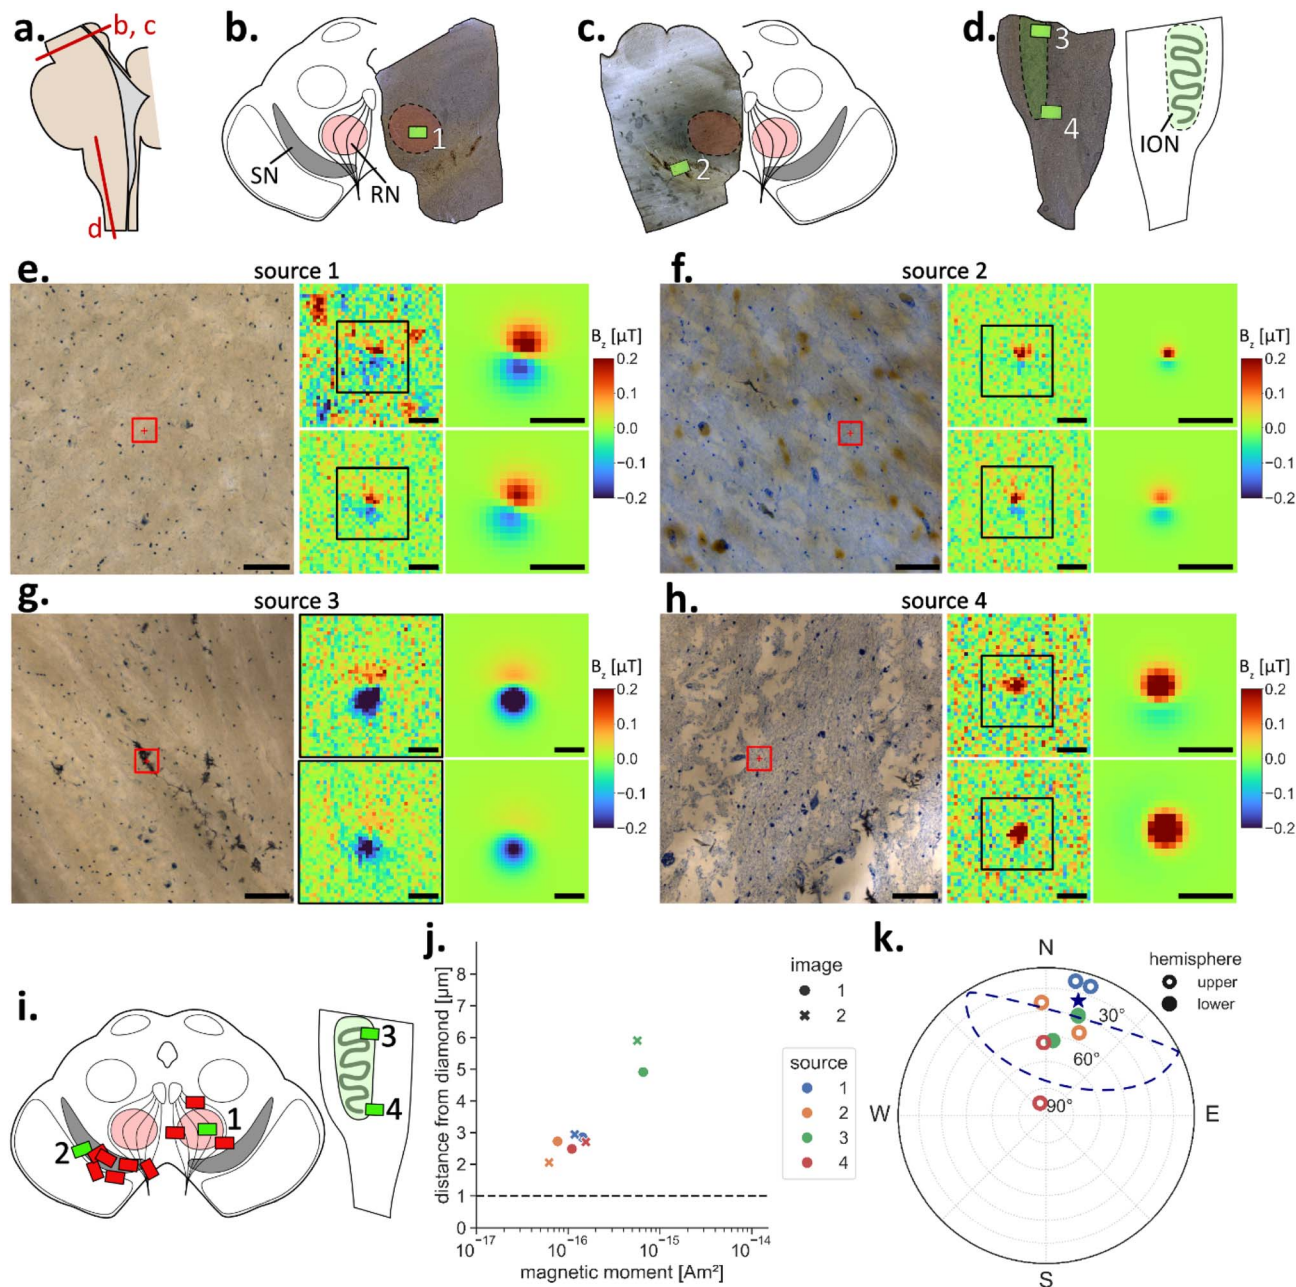 a.
b, c
d
b.
SN
RN
1
c.
2
d.
3
4
ION
e.
source 1
Bz [µT]
0.2
0.1
0.0
−0.1
−0.2
f.
source 2
Bz [µT]
0.2
0.1
0.0
−0.1
−0.2
g.
source 3
Bz [µT]
0.2
0.1
0.0
−0.1
−0.2
h.
source 4
Bz [µT]
0.2
0.1
0.0
−0.1
−0.2
i.
1
2
3
4
j.
distance from diamond [µm]
8
7
6
5
4
3
2
1
0
10⁻¹⁷
10⁻¹⁶
10⁻¹⁵
10⁻¹⁴
magnetic moment [Am²]
image
1
2
source
1
2
3
4
k.
N
hemisphere
upper
lower
30°
60°
90°
W
E
S